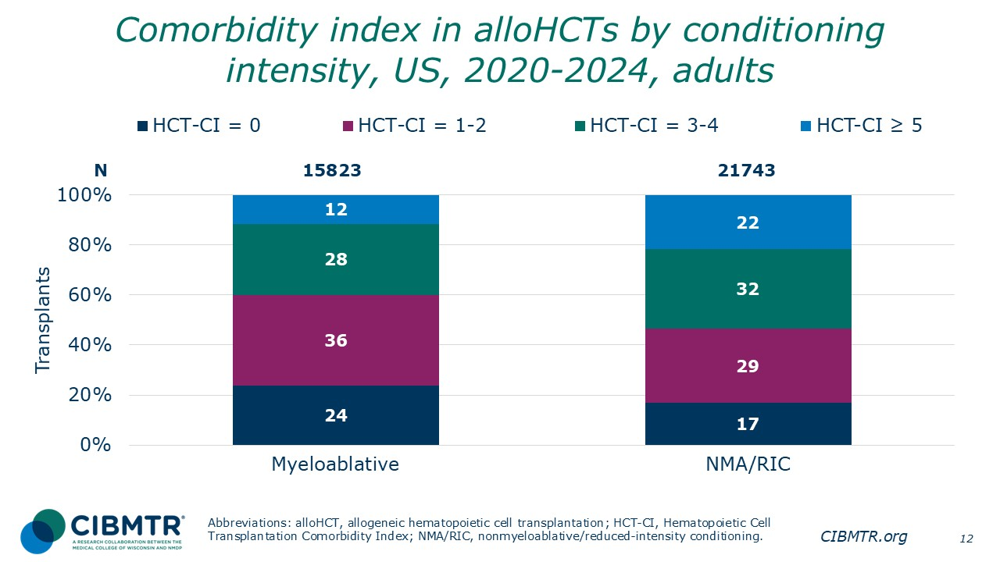 Comorbidity index in alloHCTs by conditioning
intensity, US, 2020-2024, adults
HCT-CI = 0
HCT-CI = 1-2
HCT-CI = 3-4
HCT-CI ≥ 5
N
15823
21743
100%
80%
60%
40%
20%
0%
Transplants
12
28
36
24
22
32
29
17
Myeloablative
NMA/RIC
CIBMTR®
A RESEARCH COLLABORATION BETWEEN THE
MEDICAL COLLEGE OF WISCONSIN AND NMDP
Abbreviations: alloHCT, allogeneic hematopoietic cell transplantation; HCT-CI, Hematopoietic Cell
Transplantation Comorbidity Index; NMA/RIC, nonmyeloablative/reduced-intensity conditioning.
CIBMTR.org
12